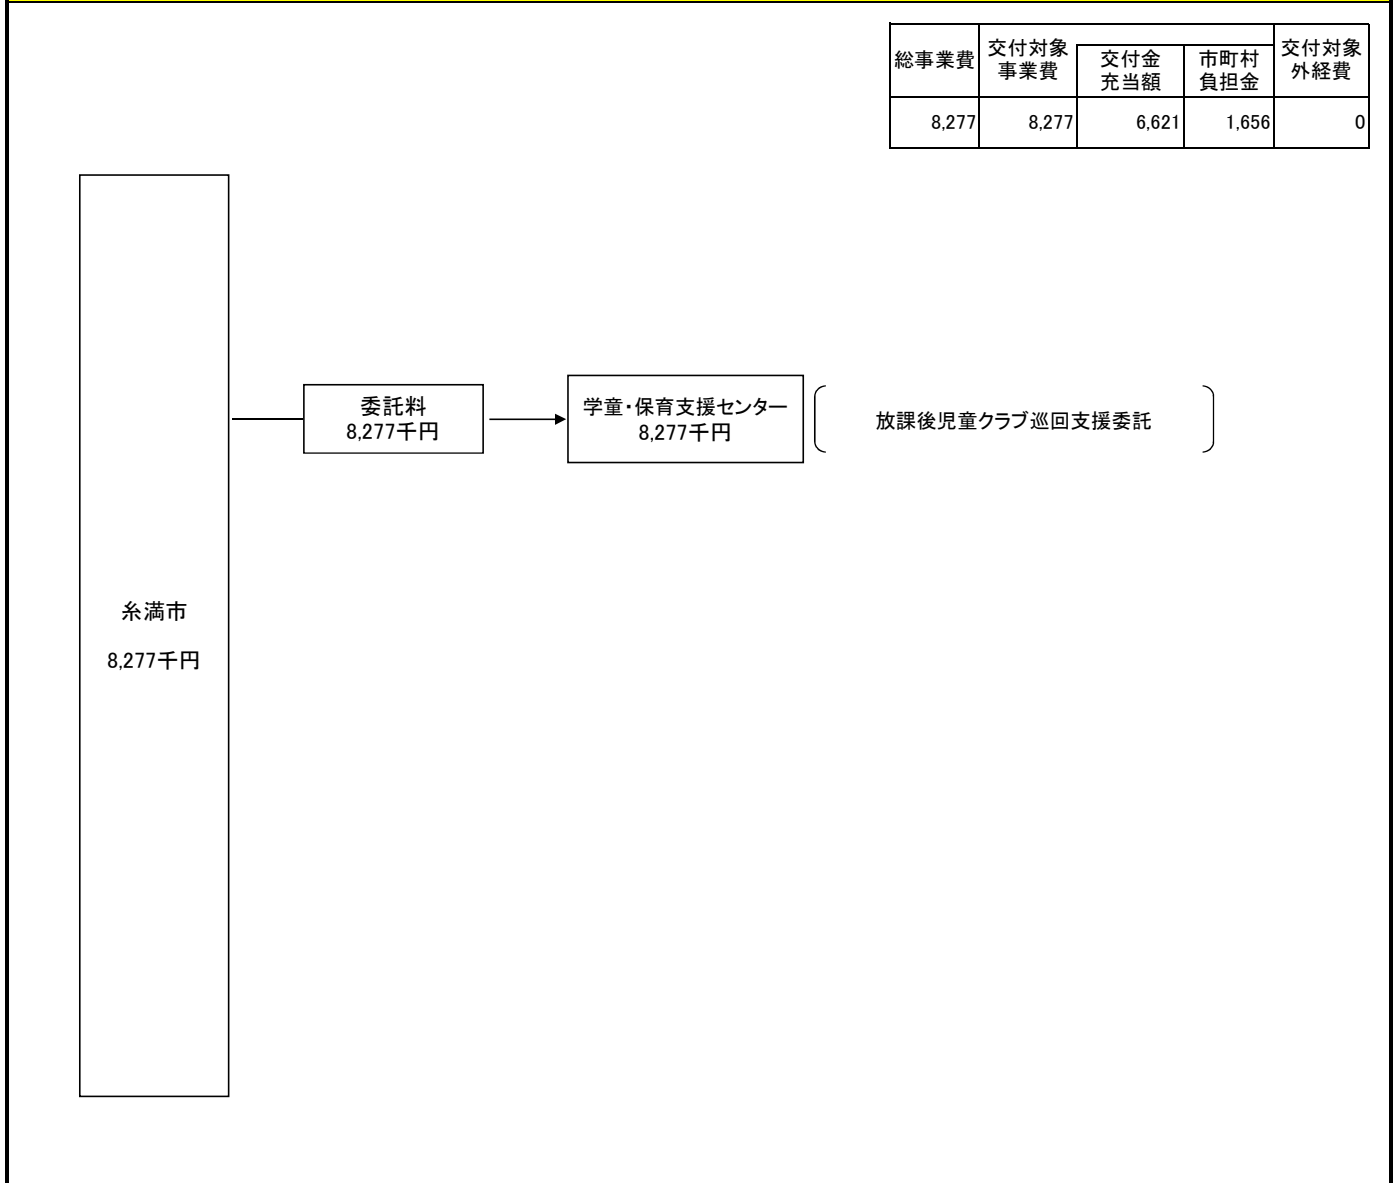 総事業費
交付対象
事業費
交付金
充当額
市町村
負担金
交付対象
外経費
8,277
8,277
6,621
1,656
0
委託料
8,277千円
学童・保育支援センター
8,277千円
放課後児童クラブ巡回支援委託
糸満市
8,277千円